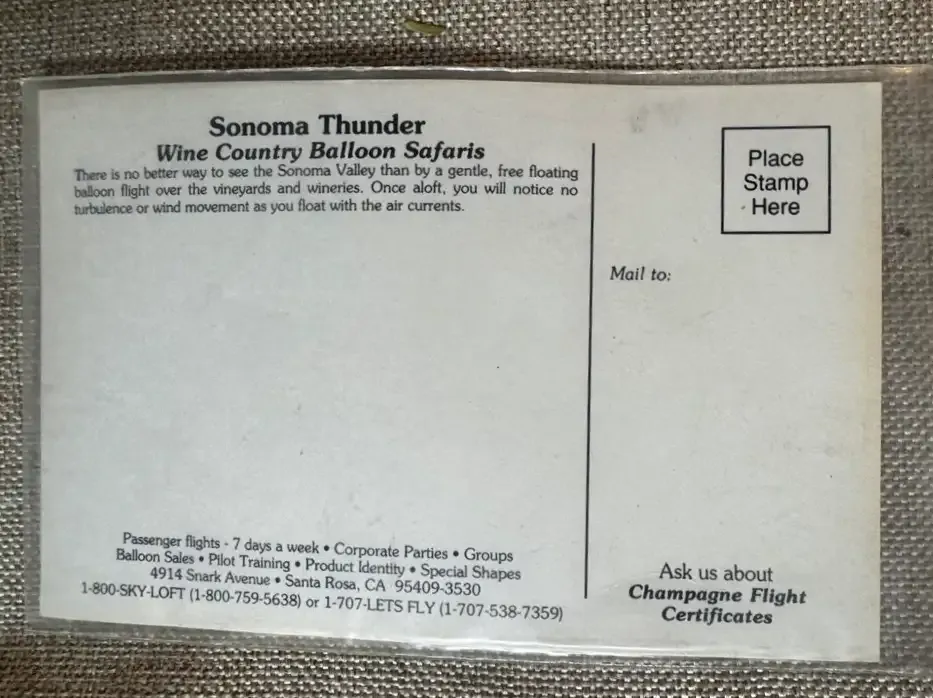 Sonoma Thunder
Wine Country Balloon Safaris
There is no better way to see the Sonoma Valley than by a gentle, free floating
balloon flight over the vineyards and wineries. Once aloft, you will notice no
turbulence or wind movement as you float with the air currents.
Place
Stamp
Here
Mail to:
Passenger flights - 7 days a week • Corporate Parties • Groups
Balloon Sales • Pilot Training • Product Identity • Special Shapes
4914 Snark Avenue • Santa Rosa, CA 95409-3530
1-800-SKY-LOFT (1-800-759-5638) or 1-707-LETS FLY (1-707-538-7359)
Ask us about
Champagne Flight
Certificates